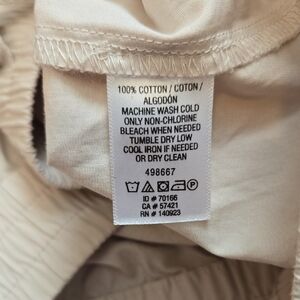 100% COTTON / COTON /
ALGODÓN
MACHINE WASH COLD
ONLY NON-CHLORINE
BLEACH WHEN NEEDED
TUMBLE DRY LOW
COOL IRON IF NEEDED
OR DRY CLEAN
498667
ID # 70166
CA # 57421
RN # 140923